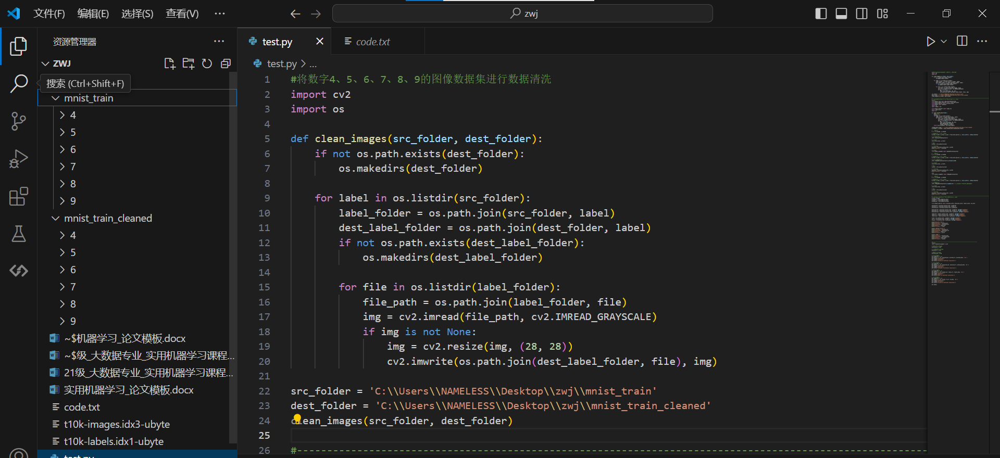 文件(F) 编辑(E) 选择(S) 查看(V) ··· zwj
资源管理器 ···
ZWJ
搜索 (Ctrl+Shift+F)
mnist_train
4
5
6
7
8
9
mnist_train_cleaned
4
5
6
7
8
9
~$机器学习_论文模板.docx
~$级_大数据专业_实用机器学习课程...
21级_大数据专业_实用机器学习课程...
实用机器学习_论文模板.docx
code.txt
t10k-images.idx3-ubyte
t10k-labels.idx1-ubyte
test.py
test.py code.txt
test.py > ...
1 #将数字4、5、6、7、8、9的图像数据集进行数据清洗
2 import cv2
3 import os
4
5 def clean_images(src_folder, dest_folder):
6 if not os.path.exists(dest_folder):
7 os.makedirs(dest_folder)
8
9 for label in os.listdir(src_folder):
10 label_folder = os.path.join(src_folder, label)
11 dest_label_folder = os.path.join(dest_folder, label)
12 if not os.path.exists(dest_label_folder):
13 os.makedirs(dest_label_folder)
14
15 for file in os.listdir(label_folder):
16 file_path = os.path.join(label_folder, file)
17 img = cv2.imread(file_path, cv2.IMREAD_GRAYSCALE)
18 if img is not None:
19 img = cv2.resize(img, (28, 28))
20 cv2.imwrite(os.path.join(dest_label_folder, file), img)
21
22 src_folder = 'C:\\Users\\NAMELESS\\Desktop\\zwj\\mnist_train'
23 dest_folder = 'C:\\Users\\NAMELESS\\Desktop\\zwj\\mnist_train_cleaned'
24 clean_images(src_folder, dest_folder)
25
26 #----------------------------------------------------------------------------------------------------------